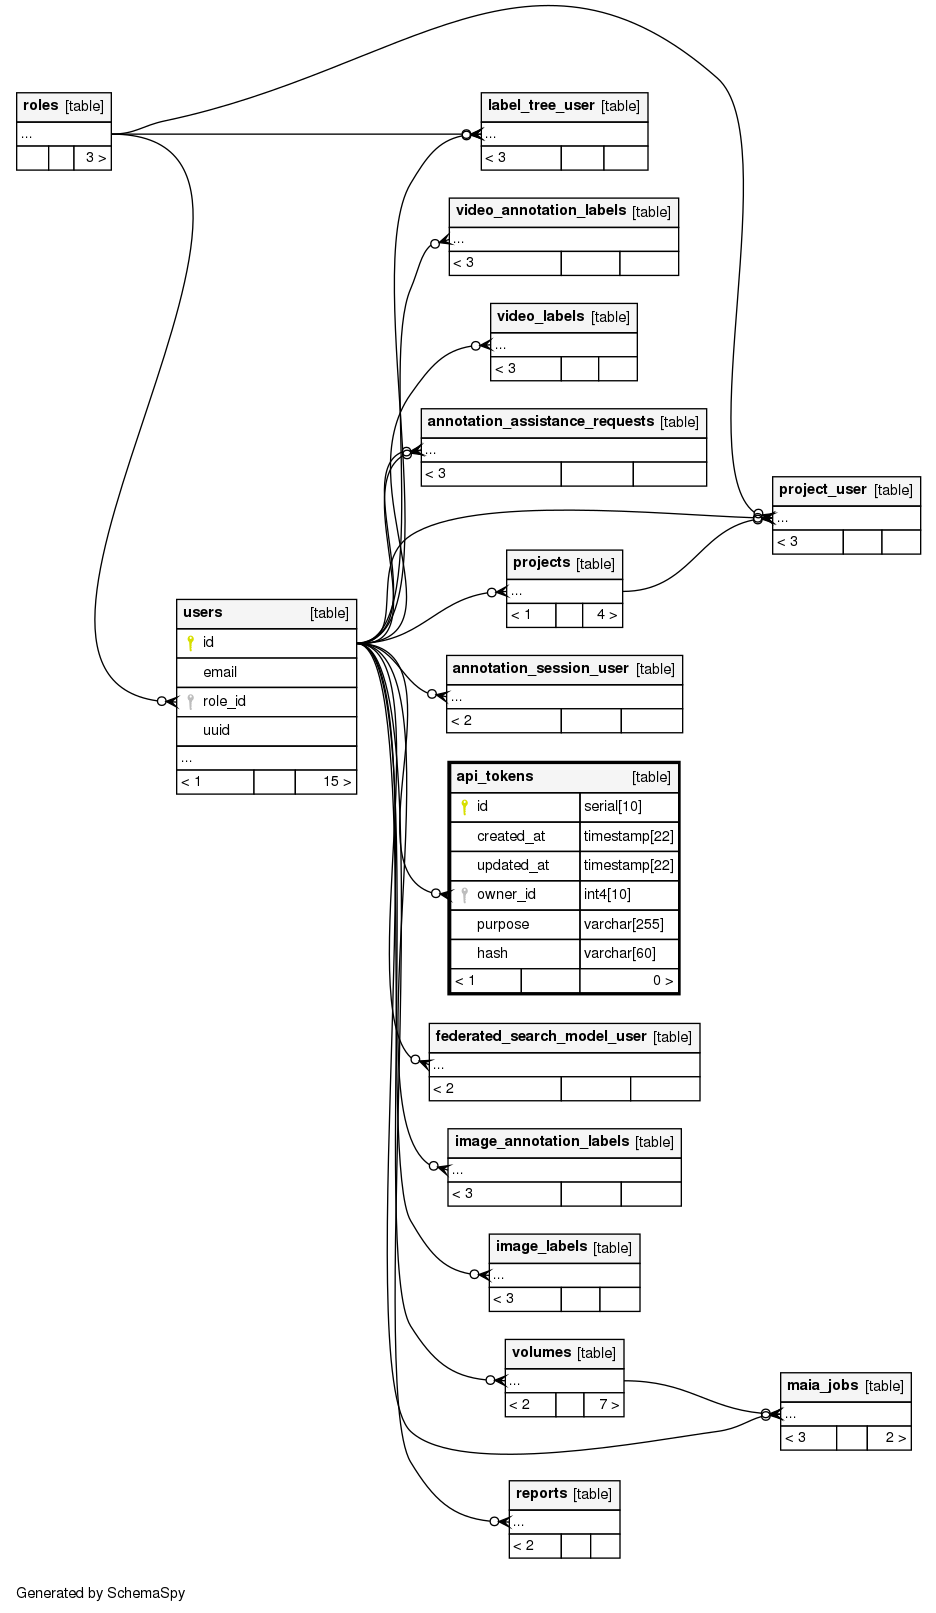 roles [table]
...
3 >
label_tree_user [table]
...
< 3
video_annotation_labels [table]
...
< 3
video_labels [table]
...
< 3
annotation_assistance_requests [table]
...
< 3
project_user [table]
...
< 3
projects [table]
...
< 1 4 >
users [table]
id
email
role_id
uuid
...
< 1 15 >
annotation_session_user [table]
...
< 2
api_tokens [table]
id serial[10]
created_at timestamp[22]
updated_at timestamp[22]
owner_id int4[10]
purpose varchar[255]
hash varchar[60]
< 1 0 >
federated_search_model_user [table]
...
< 2
image_annotation_labels [table]
...
< 3
image_labels [table]
...
< 3
volumes [table]
...
< 2 7 >
maia_jobs [table]
...
< 3 2 >
reports [table]
...
< 2
Generated by SchemaSpy